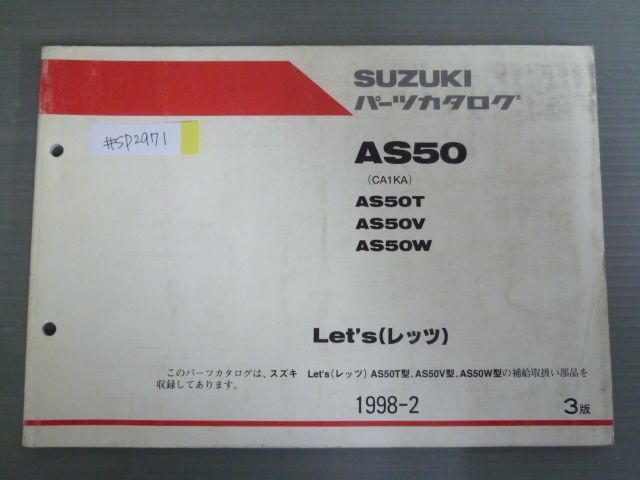 SUZUKI
パーツカタログ
#SP2971
AS50
(CA1KA)
AS50T
AS50V
AS50W
Let's(レッツ)
このパーツカタログは、スズキ Let's(レッツ) AS50T型、AS50V型、AS50W型の補給取扱い部品を
収録してあります。
1998-2
3版